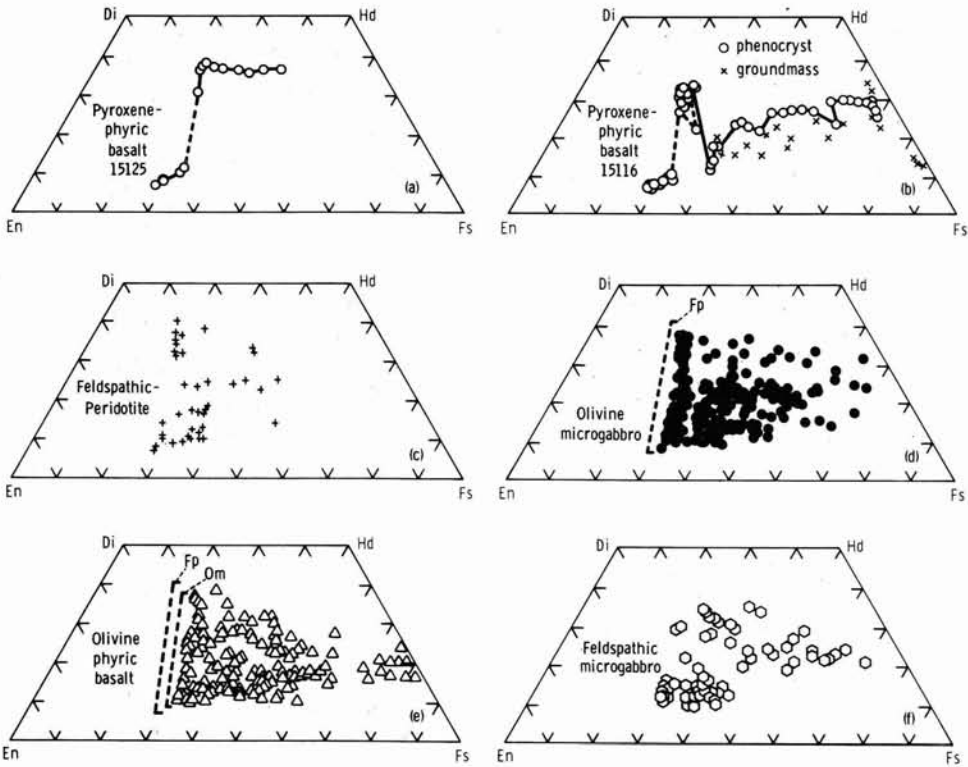 Di
Hd
Pyroxene-
phyric
basalt
15125
(a)
En
Fs
Di
Hd
○ phenocryst
× groundmass
Pyroxene-
phyric
basalt
15116
(b)
En
Fs
Di
Hd
Feldspathic-
Peridotite
(c)
En
Fs
Di
Hd
Fp
Olivine
microgabbro
(d)
En
Fs
Di
Hd
Fp
Om
Olivine
phyric
basalt
(e)
En
Fs
Di
Hd
Feldspathic
microgabbro
(f)
En
Fs